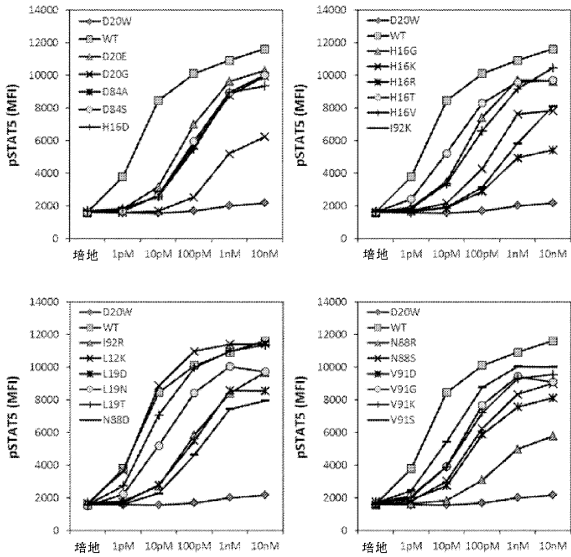 14000
12000
10000
8000
6000
4000
2000
0
pSTAT5 (MFI)
D20W
WT
D20E
D20G
D84A
D84S
H16D
培地 1pM 10pM 100pM 1nM 10nM
14000
12000
10000
8000
6000
4000
2000
0
pSTAT5 (MFI)
D20W
WT
H16G
H16K
H16R
H16T
H16V
I92K
培地 1pM 10pM 100pM 1nM 10nM
14000
12000
10000
8000
6000
4000
2000
0
pSTAT5 (MFI)
D20W
WT
I92R
L12K
L19D
L19N
L19T
N88D
培地 1pM 10pM 100pM 1nM 10nM
14000
12000
10000
8000
6000
4000
2000
0
pSTAT5 (MFI)
D20W
WT
N88R
N88S
V91D
V91G
V91K
V91S
培地 1pM 10pM 100pM 1nM 10nM